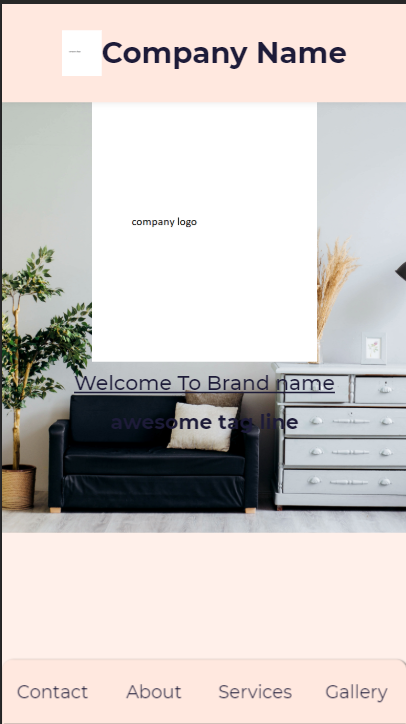 Company Name
company logo
Welcome To Brand name
awesome tag line
Contact About Services Gallery